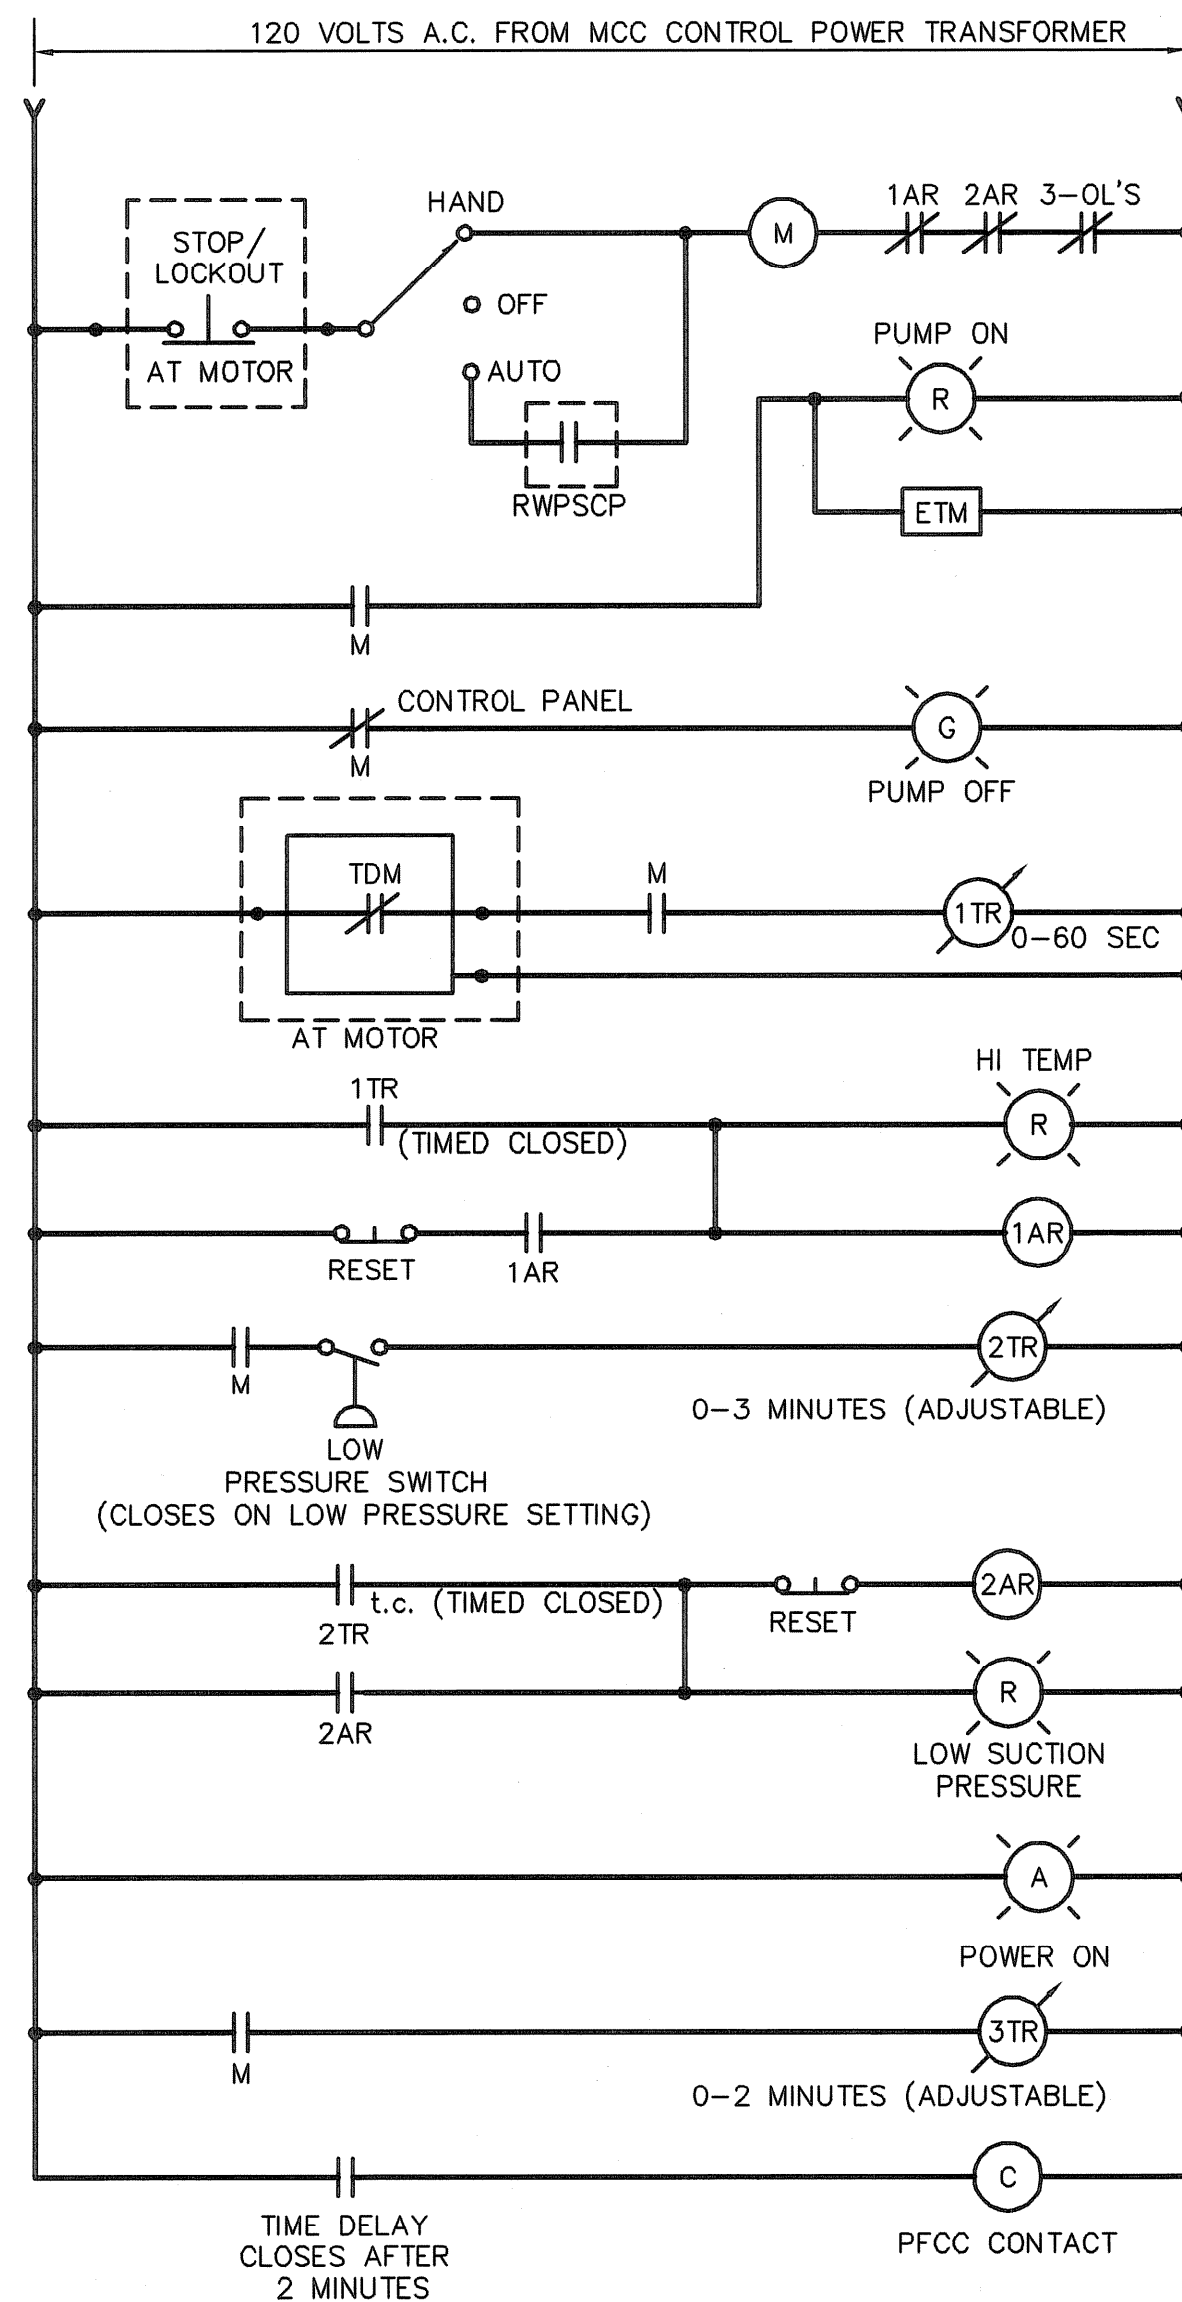 120 VOLTS A.C. FROM MCC CONTROL POWER TRANSFORMER
HAND
1AR 2AR 3-OL'S
STOP/
LOCKOUT
M
OFF
PUMP ON
AT MOTOR
AUTO
R
RWPSCP
ETM
M
CONTROL PANEL
G
M
PUMP OFF
TDM
M
1TR
0-60 SEC
AT MOTOR
HI TEMP
1TR
R
(TIMED CLOSED)
1AR
RESET
1AR
2TR
M
0-3 MINUTES (ADJUSTABLE)
LOW
PRESSURE SWITCH
(CLOSES ON LOW PRESSURE SETTING)
2AR
t.c. (TIMED CLOSED)
RESET
2TR
R
2AR
LOW SUCTION
PRESSURE
A
POWER ON
3TR
M
0-2 MINUTES (ADJUSTABLE)
C
TIME DELAY
CLOSES AFTER
2 MINUTES
PFCC CONTACT